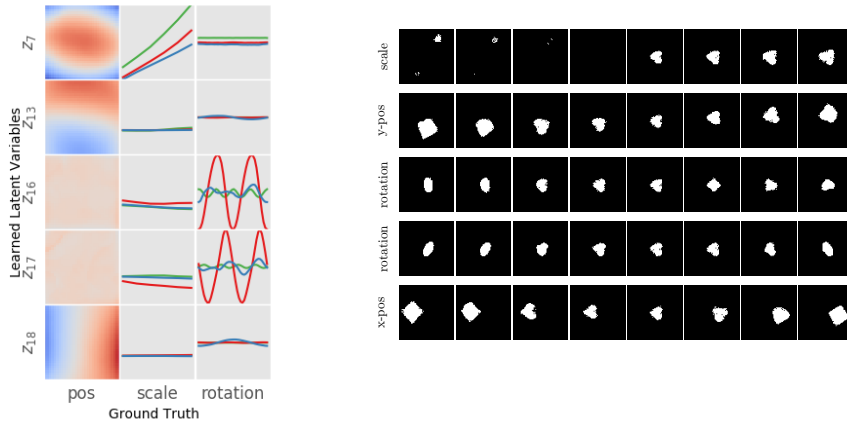 Learned Latent Variables
Z7
Z13
Z16
Z17
Z18
pos scale rotation
Ground Truth
scale
y-pos
rotation
rotation
x-pos